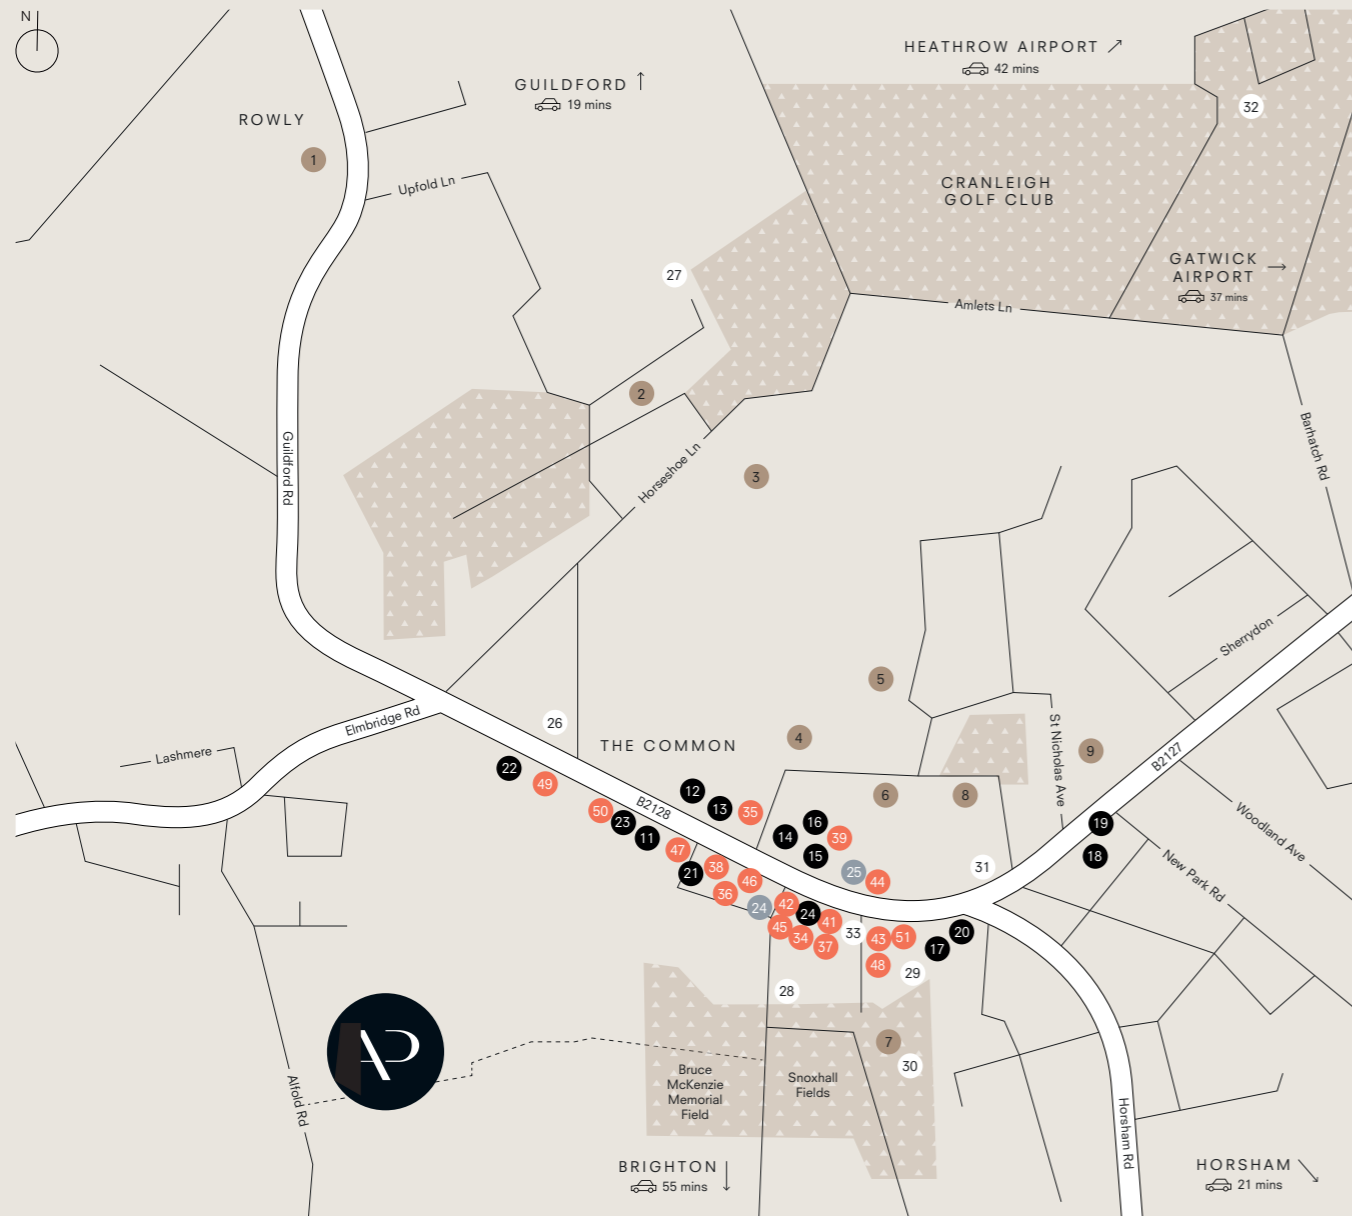 N
HEATHROW AIRPORT
42 mins
GUILDFORD
19 mins
32
ROWLY
1
CRANLEIGH
GOLF CLUB
Upfold Ln
27
GATWICK
AIRPORT
37 mins
Amlets Ln
2
Barhatch Rd
Guildford Rd
Horseshoe Ln
3
Sherrydon
5
Elmbridge Rd
26
THE COMMON
4
St Nicholas Ave
9
B2127
Lashmere
22
49
12
6
8
50
B2128
13
35
16
23
11
14
39
19
Woodland Ave
47
15
18
21
38
25
31
New Park Rd
46
44
36
24
42
24
45
41
34
33
43
51
20
37
17
48
29
28
7
AP
30
Bruce
McKenzie
Memorial
Field
Snoxhall
Fields
Alfold Rd
Horsham Rd
BRIGHTON
55 mins
HORSHAM
21 mins